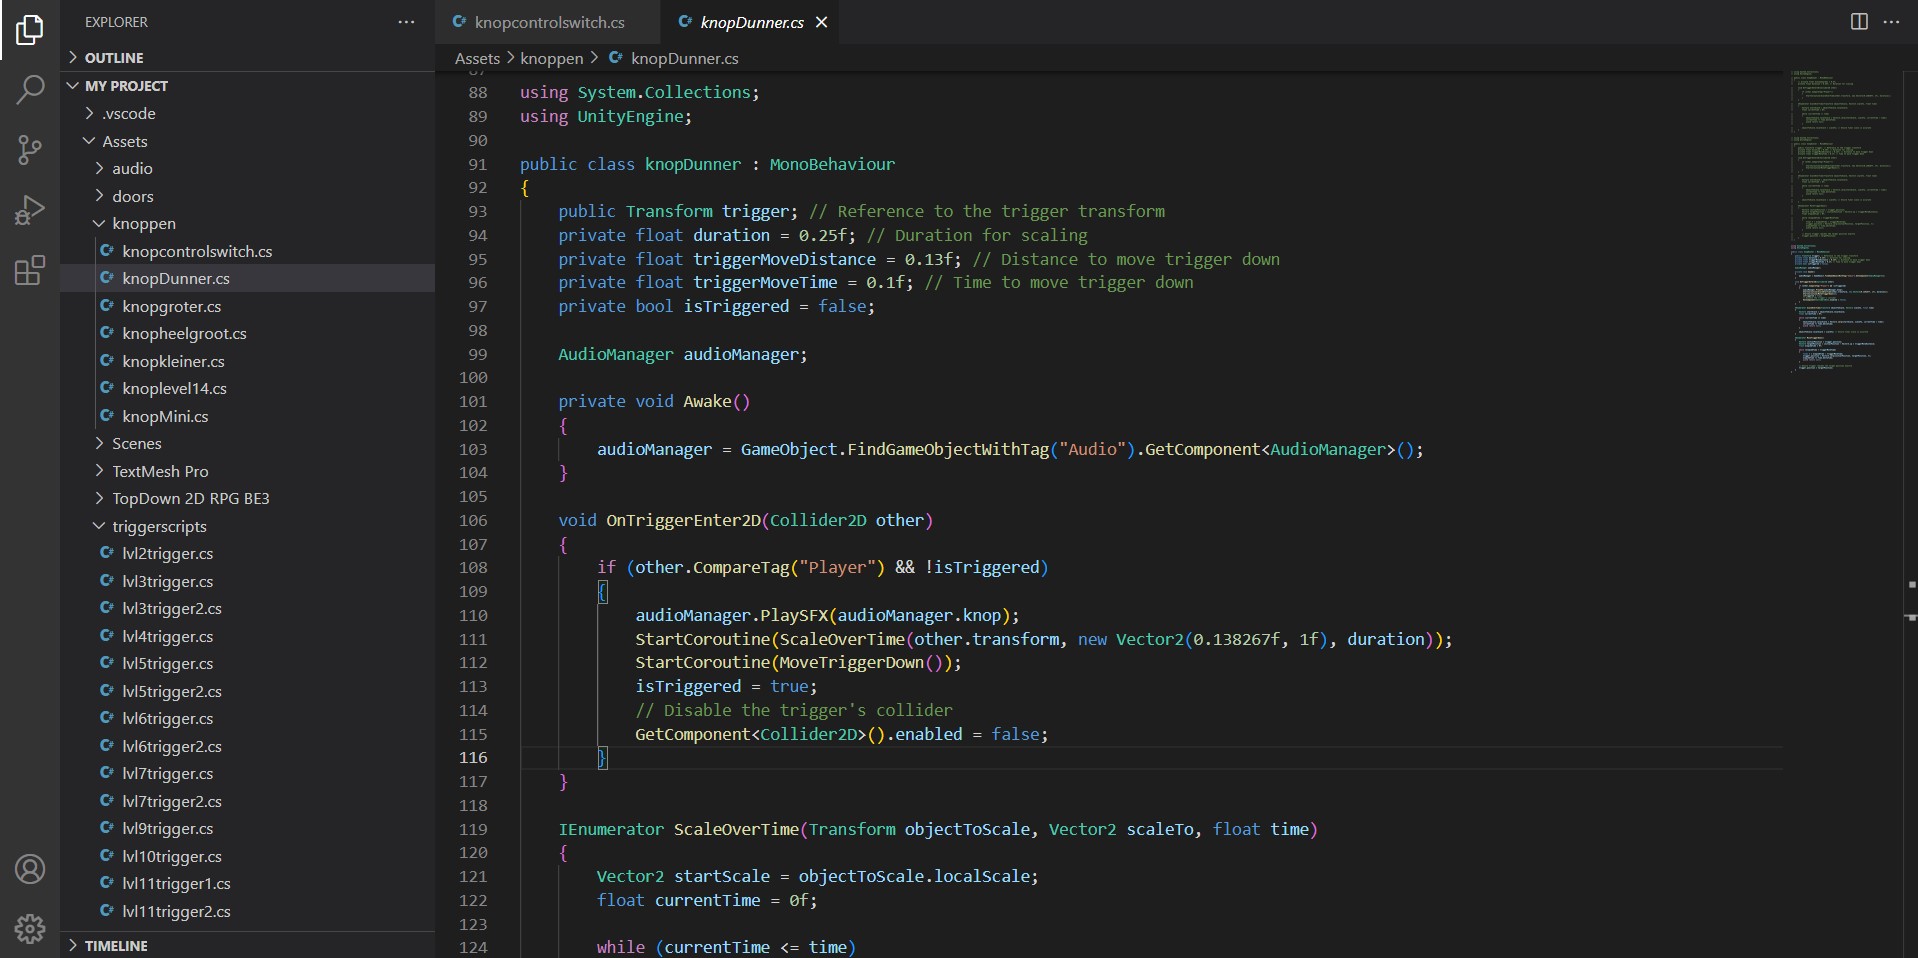 EXPLORER
OUTLINE
MY PROJECT
.vscode
Assets
audio
doors
knoppen
knopcontrolswitch.cs
knopDunner.cs
knopgroter.cs
knopheelgroot.cs
knopkleiner.cs
knoplevel14.cs
knopMini.cs
Scenes
TextMesh Pro
TopDown 2D RPG BE3
triggerscripts
lvl2trigger.cs
lvl3trigger.cs
lvl3trigger2.cs
lvl4trigger.cs
lvl5trigger.cs
lvl5trigger2.cs
lvl6trigger.cs
lvl6trigger2.cs
lvl7trigger.cs
lvl7trigger2.cs
lvl9trigger.cs
lvl10trigger.cs
lvl11trigger1.cs
lvl11trigger2.cs
TIMELINE
knopcontrolswitch.cs knopDunner.cs
Assets > knoppen > knopDunner.cs
88 using System.Collections;
89 using UnityEngine;
90
91 public class knopDunner : MonoBehaviour
92 {
93 public Transform trigger; // Reference to the trigger transform
94 private float duration = 0.25f; // Duration for scaling
95 private float triggerMoveDistance = 0.13f; // Distance to move trigger down
96 private float triggerMoveTime = 0.1f; // Time to move trigger down
97 private bool isTriggered = false;
98
99 AudioManager audioManager;
100
101 private void Awake()
102 {
103 audioManager = GameObject.FindGameObjectWithTag("Audio").GetComponent<AudioManager>();
104 }
105
106 void OnTriggerEnter2D(Collider2D other)
107 {
108 if (other.CompareTag("Player") && !isTriggered)
109 {
110 audioManager.PlaySFX(audioManager.knop);
111 StartCoroutine(ScaleOverTime(other.transform, new Vector2(0.138267f, 1f), duration));
112 StartCoroutine(MoveTriggerDown());
113 isTriggered = true;
114 // Disable the trigger's collider
115 GetComponent<Collider2D>().enabled = false;
116 }
117 }
118
119 IEnumerator ScaleOverTime(Transform objectToScale, Vector2 scaleTo, float time)
120 {
121 Vector2 startScale = objectToScale.localScale;
122 float currentTime = 0f;
123
124 while (currentTime <= time)